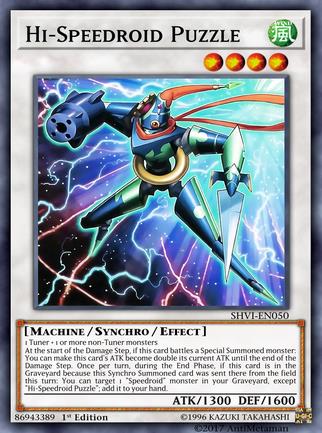 Hi-Speedroid Puzzle
WIND
風
SHVI-EN050
[Machine / Synchro / Effect]
1 Tuner + 1 or more non-Tuner monsters
At the start of the Damage Step, if this card battles a Special Summoned monster:
You can make this card's ATK become double its current ATK until the end of the
Damage Step. Once per turn, during the End Phase, if this card is in the
Graveyard because this Synchro Summoned card was sent there from the field
this turn: You can target 1 "Speedroid" monster in your Graveyard, except
"Hi-Speedroid Puzzle"; add it to your hand.
ATK/1300 DEF/1600
86943389 1st Edition ©1996 KAZUKI TAKAHASHI
©2017 AntiMetaman